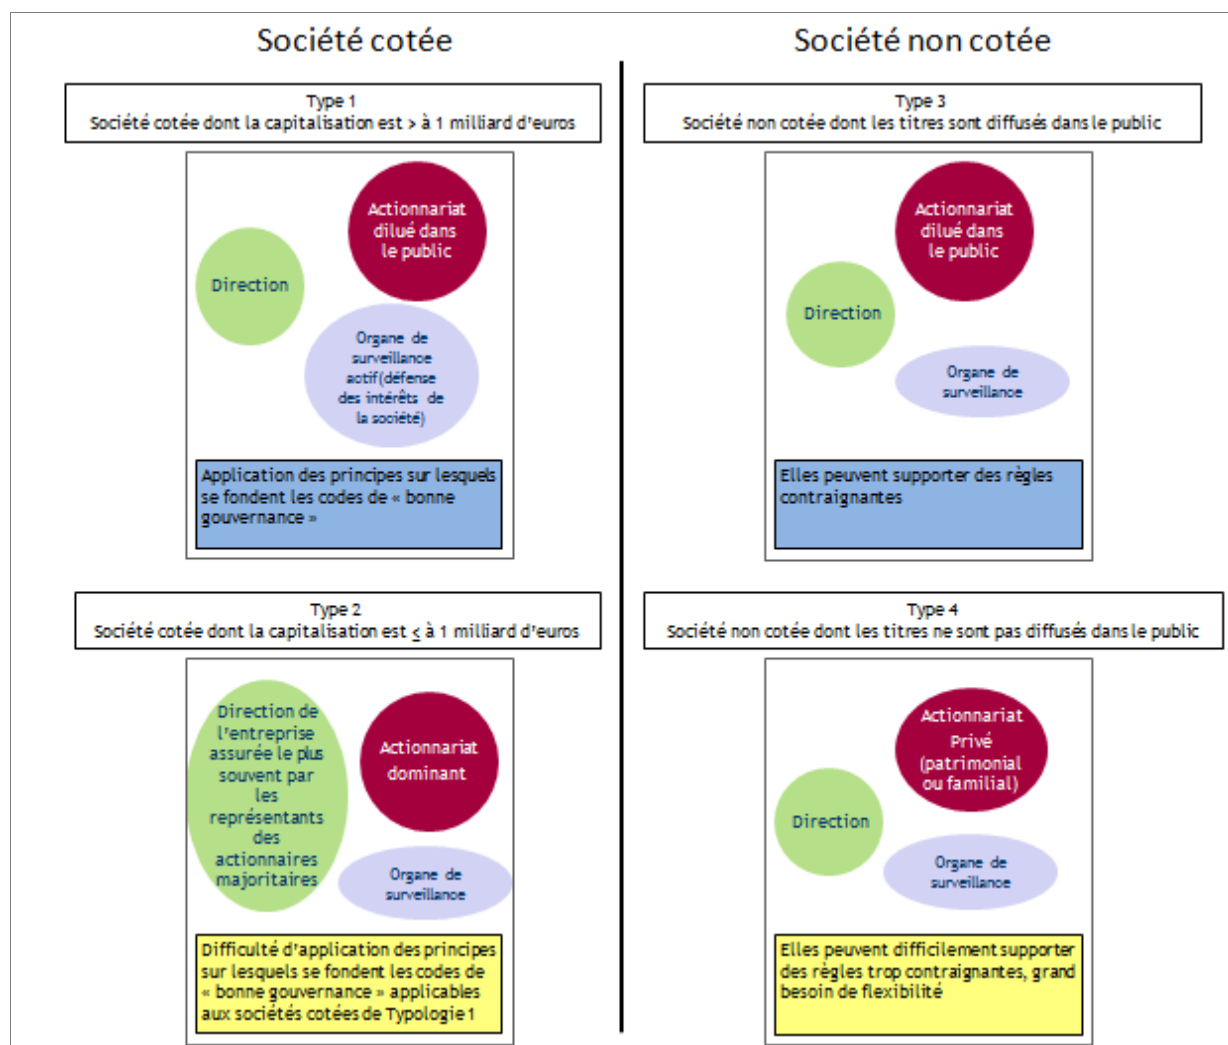 Société cotée
Type 1
Société cotée dont la capitalisation est > à 1 milliard d'euros
Actionnariat
dilué dans
le public
Direction
Organe de
surveillance
actif(défense
des intérêts de
la société)
Application des principes sur lesquels
se fondent les codes de « bonne
gouvernance »
Type 2
Société cotée dont la capitalisation est ≤ à 1 milliard d'euros
Direction de
l'entreprise
assurée le plus
souvent par
les
représentants
des
actionnaires
majoritaires
Actionnariat
dominant
Organe de
surveillance
Difficulté d'application des principes
sur lesquels se fondent les codes de
« bonne gouvernance » applicables
aux sociétés cotées de Typologie 1
Société non cotée
Type 3
Société non cotée dont les titres sont diffusés dans le public
Actionnariat
dilué dans
le public
Direction
Organe de
surveillance
Elles peuvent supporter des règles
contraignantes
Type 4
Société non cotée dont les titres ne sont pas diffusés dans le public
Actionnariat
Privé
(patrimonial
ou familial)
Direction
Organe de
surveillance
Elles peuvent difficilement supporter
des règles trop contraignantes, grand
besoin de flexibilité